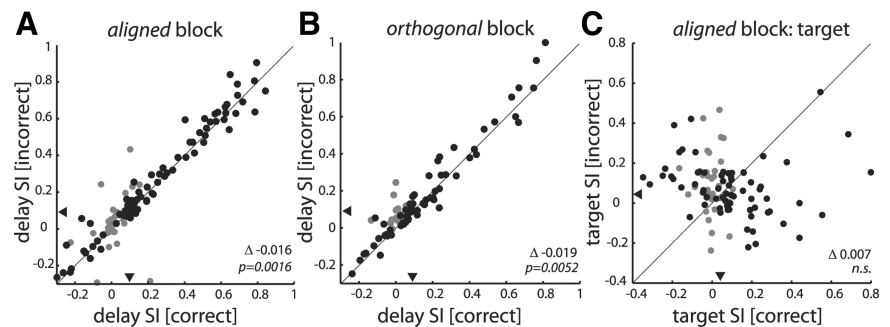 A
aligned block
delay SI [incorrect]
1
0.8
0.6
0.4
0.2
0
-0.2
-0.2 0 0.2 0.4 0.6 0.8 1
delay SI [correct]
Δ -0.016
p=0.0016
B
orthogonal block
delay SI [incorrect]
1
0.8
0.6
0.4
0.2
0
-0.2
-0.2 0 0.2 0.4 0.6 0.8 1
delay SI [correct]
Δ -0.019
p=0.0052
C
aligned block: target
target SI [incorrect]
0.8
0.6
0.4
0.2
0
-0.2
-0.4
-0.4 -0.2 0 0.2 0.4 0.6 0.8
target SI [correct]
Δ 0.007
n.s.